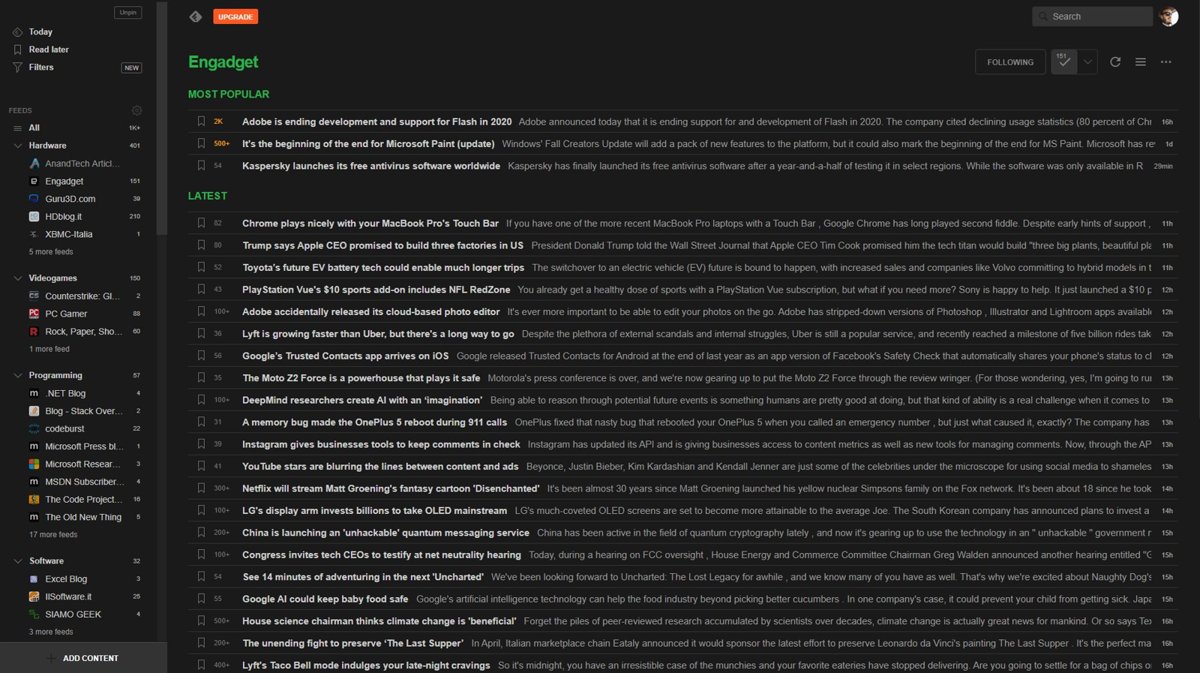 Unpin
Today
Read later
Filters NEW
FEEDS
All 1K+
Hardware 401
AnandTech Articl...
Engadget 151
Guru3D.com 39
HDblog.it 210
XBMC-Italia 1
5 more feeds
Videogames 150
Counterstrike: Gl... 2
PC Gamer 88
Rock, Paper, Sho... 60
1 more feed
Programming 57
.NET Blog 4
Blog - Stack Over... 2
codeburst 22
Microsoft Press bl... 1
Microsoft Resear... 3
MSDN Subscriber... 4
The Code Project... 16
The Old New Thing 5
17 more feeds
Software 32
Excel Blog 3
IlSoftware.it 25
SIAMO GEEK 4
3 more feeds
ADD CONTENT
UPGRADE
Search
Engadget
FOLLOWING 151
MOST POPULAR
2K Adobe is ending development and support for Flash in 2020 Adobe announced today that it is ending support for and development of Flash in 2020. The company cited declining usage statistics (80 percent of Chr 16h
500+ It's the beginning of the end for Microsoft Paint (update) Windows' Fall Creators Update will add a pack of new features to the platform, but it could also mark the beginning of the end for MS Paint. Microsoft has re 1d
54 Kaspersky launches its free antivirus software worldwide Kaspersky has finally launched its free antivirus software after a year-and-a-half of testing it in select regions. While the software was only available in R 29min
LATEST
82 Chrome plays nicely with your MacBook Pro's Touch Bar If you have one of the more recent MacBook Pro laptops with a Touch Bar , Google Chrome has long played second fiddle. Despite early hints of support , 11h
80 Trump says Apple CEO promised to build three factories in US President Donald Trump told the Wall Street Journal that Apple CEO Tim Cook promised him the tech titan would build "three big plants, beautiful pla 11h
52 Toyota's future EV battery tech could enable much longer trips The switchover to an electric vehicle (EV) future is bound to happen, with increased sales and companies like Volvo committing to hybrid models in t 11h
43 PlayStation Vue's $10 sports add-on includes NFL RedZone You already get a healthy dose of sports with a PlayStation Vue subscription, but what if you need more? Sony is happy to help. It just launched a $10 p 12h
100+ Adobe accidentally released its cloud-based photo editor It's ever more important to be able to edit your photos on the go. Adobe has stripped-down versions of Photoshop , Illustrator and Lightroom apps available 12h
36 Lyft is growing faster than Uber, but there's a long way to go Despite the plethora of external scandals and internal struggles, Uber is still a popular service, and recently reached a milestone of five billion rides tak 12h
56 Google's Trusted Contacts app arrives on iOS Google released Trusted Contacts for Android at the end of last year as an app version of Facebook's Safety Check that automatically shares your phone's status to cl 12h
35 The Moto Z2 Force is a powerhouse that plays it safe Motorola's press conference is over, and we're now gearing up to put the Moto Z2 Force through the review wringer. (For those wondering, yes, I'm going to rur 13h
100+ DeepMind researchers create AI with an ‘imagination’ Being able to reason through potential future events is something humans are pretty good at doing, but that kind of ability is a real challenge when it comes to 13h
31 A memory bug made the OnePlus 5 reboot during 911 calls OnePlus fixed that nasty bug that rebooted your OnePlus 5 when you called an emergency number , but just what caused it, exactly? The company has 13h
39 Instagram gives businesses tools to keep comments in check Instagram has updated its API and is giving businesses access to content metrics as well as new tools for managing comments. Now, through the AP 13h
41 YouTube stars are blurring the lines between content and ads Beyonce, Justin Bieber, Kim Kardashian and Kendall Jenner are just some of the celebrities under the microscope for using social media to shameles 13h
300+ Netflix will stream Matt Groening's fantasy cartoon 'Disenchanted' It's been almost 30 years since Matt Groening launched his yellow nuclear Simpsons family on the Fox network. It's been about 18 since he took 14h
100+ LG's display arm invests billions to take OLED mainstream LG's much-coveted OLED screens are set to become more attainable to the average Joe. The South Korean company has announced plans to invest a 14h
200+ China is launching an 'unhackable' quantum messaging service China has been active in the field of quantum cryptography lately , and now it's gearing up to use the technology in an " unhackable " government r 15h
100+ Congress invites tech CEOs to testify at net neutrality hearing Today, during a hearing on FCC oversight , House Energy and Commerce Committee Chairman Greg Walden announced another hearing entitled "C 15h
54 See 14 minutes of adventuring in the next 'Uncharted' We've been looking forward to Uncharted: The Lost Legacy for awhile , and we know many of you have as well. That's why we're excited about Naughty Dog's 15h
55 Google AI could keep baby food safe Google's artificial intelligence technology can help the food industry beyond picking better cucumbers . In one company's case, it could prevent your child from getting sick. Japa 15h
500+ House science chairman thinks climate change is 'beneficial' Forget the piles of peer-reviewed research accumulated by scientists over decades, climate change is actually great news for mankind. Or so says Tex 16h
200+ The unending fight to preserve ‘The Last Supper’ In April, Italian marketplace chain Eataly announced it would sponsor the latest effort to preserve Leonardo da Vinci's painting The Last Supper . It's the perfect ma 16h
400+ Lyft's Taco Bell mode indulges your late-night cravings So it's midnight, you have an irresistible case of the munchies and your favorite eateries have stopped delivering. Are you going to settle for a bag of chips o 16h